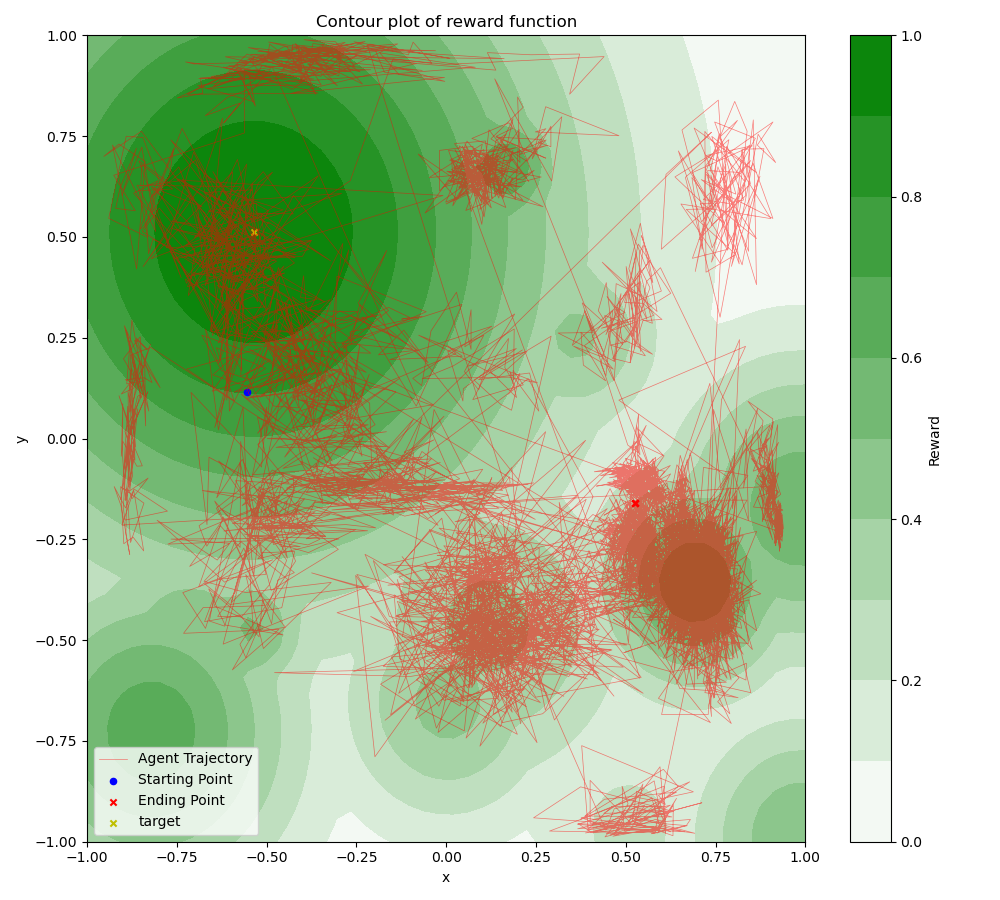 Contour plot of reward function
1.00
0.75
0.50
0.25
0.00
−0.25
−0.50
−0.75
−1.00
y
−1.00 −0.75 −0.50 −0.25 0.00 0.25 0.50 0.75 1.00
x
Agent Trajectory
Starting Point
Ending Point
target
1.0
0.8
0.6
0.4
0.2
0.0
Reward